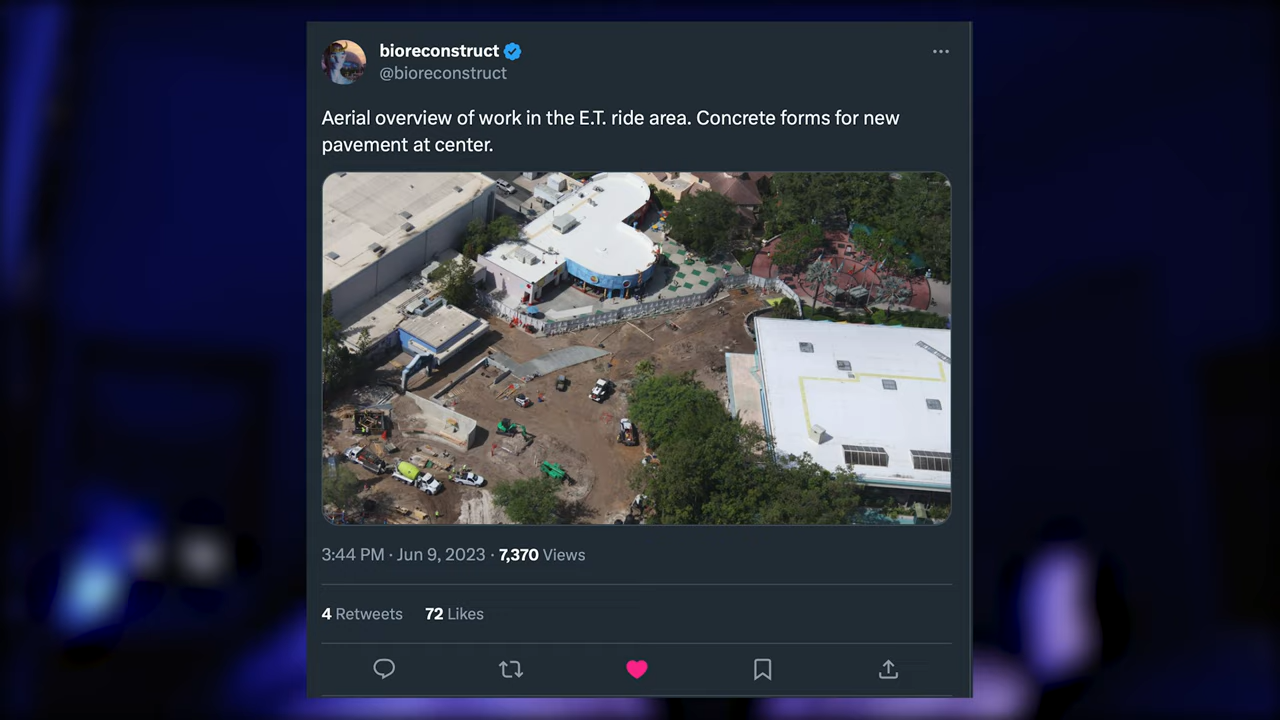 bioreconstruct
@bioreconstruct
Aerial overview of work in the E.T. ride area. Concrete forms for new
pavement at center.
3:44 PM · Jun 9, 2023 · 7,370 Views
4 Retweets 72 Likes